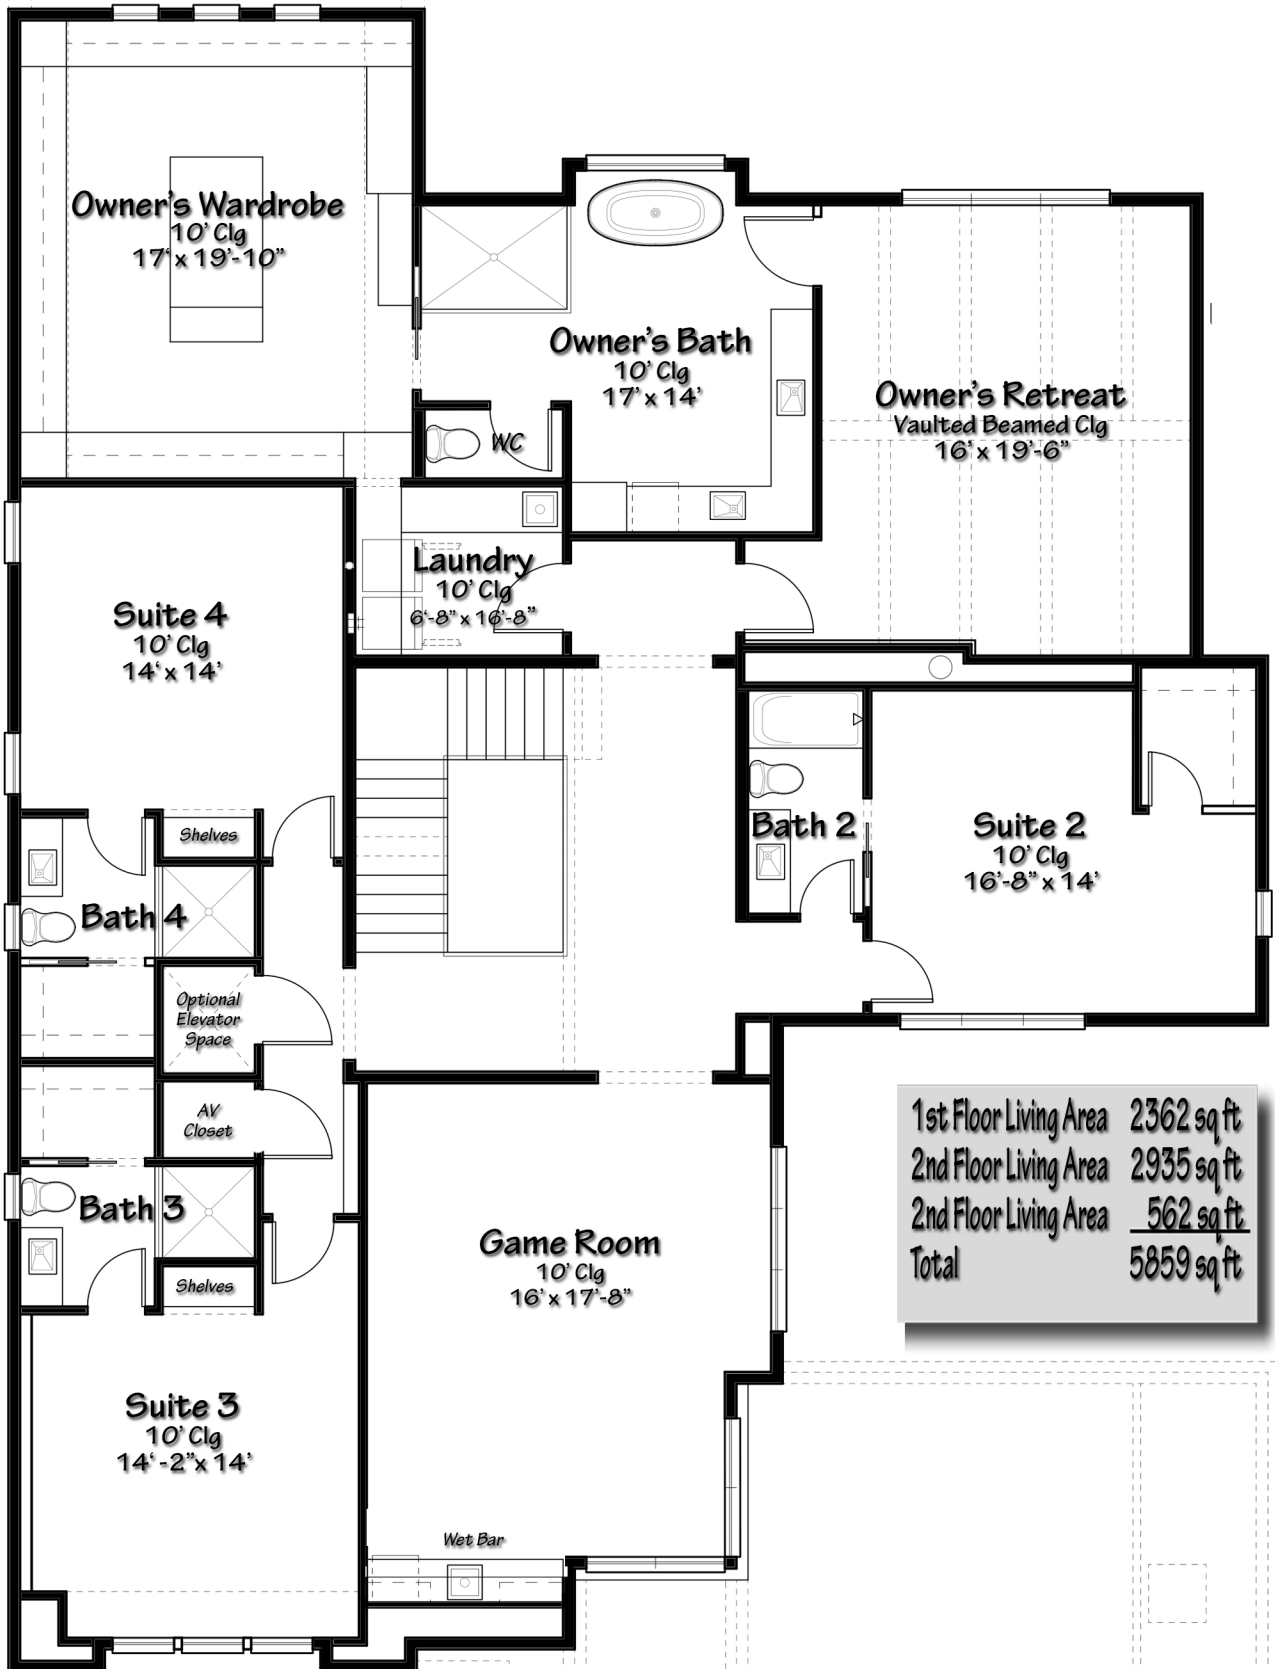 Owner's Wardrobe
10' Clg
17' x 19'-10"
Owner's Bath
10' Clg
17' x 14'
Owner's Retreat
Vaulted Beamed Clg
16' x 19'-6"
WC
Laundry
10' Clg
6'-8" x 16'-8"
Suite 4
10' Clg
14' x 14'
Shelves
Bath 2
Suite 2
10' Clg
16'-8" x 14'
Bath 4
Optional
Elevator
Space
AV
Closet
1st Floor Living Area 2362 sq ft
2nd Floor Living Area 2935 sq ft
2nd Floor Living Area 562 sq ft
Total 5859 sq ft
Bath 3
Shelves
Game Room
10' Clg
16' x 17'-8"
Suite 3
10' Clg
14' -2"x 14'
Wet Bar